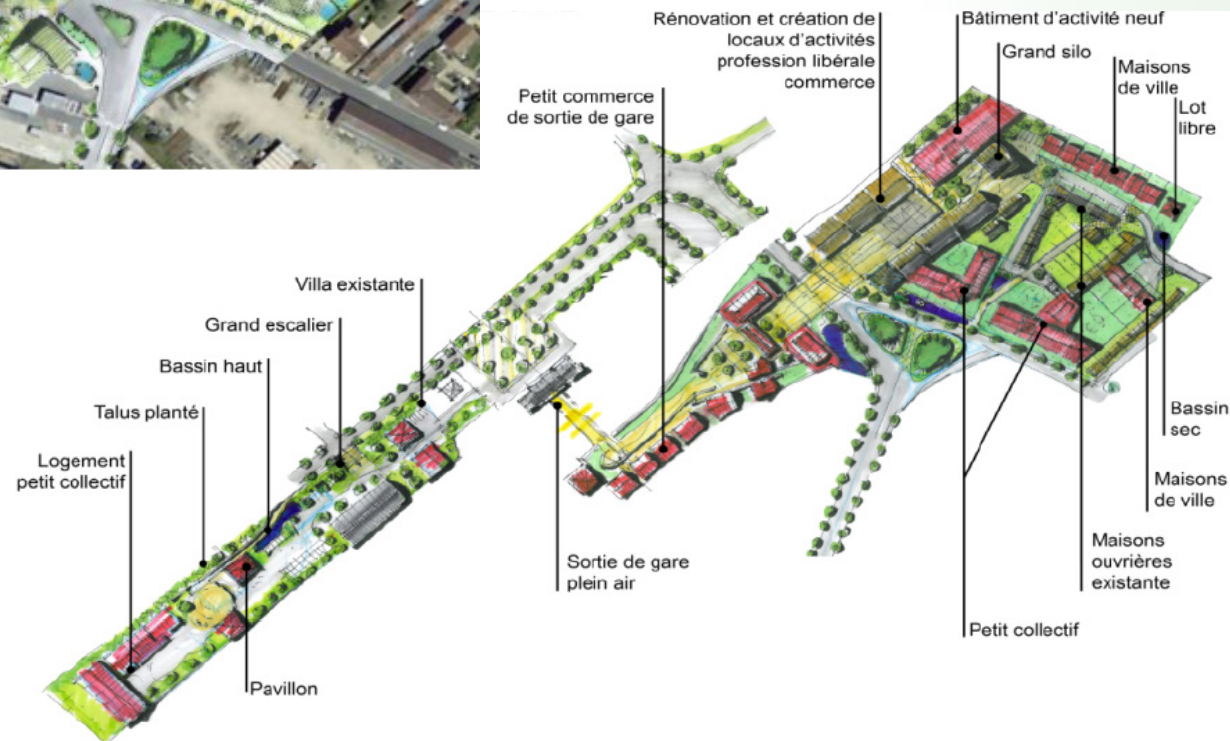 Rénovation et création de
locaux d'activités
profession libérale
commerce
Bâtiment d'activité neuf
Grand silo
Maisons
de ville
Lot
libre
Petit commerce
de sortie de gare
Villa existante
Grand escalier
Bassin haut
Talus planté
Logement
petit collectif
Bassin
sec
Maisons
de ville
Maisons
ouvrières
existante
Sortie de gare
plein air
Petit collectif
Pavillon